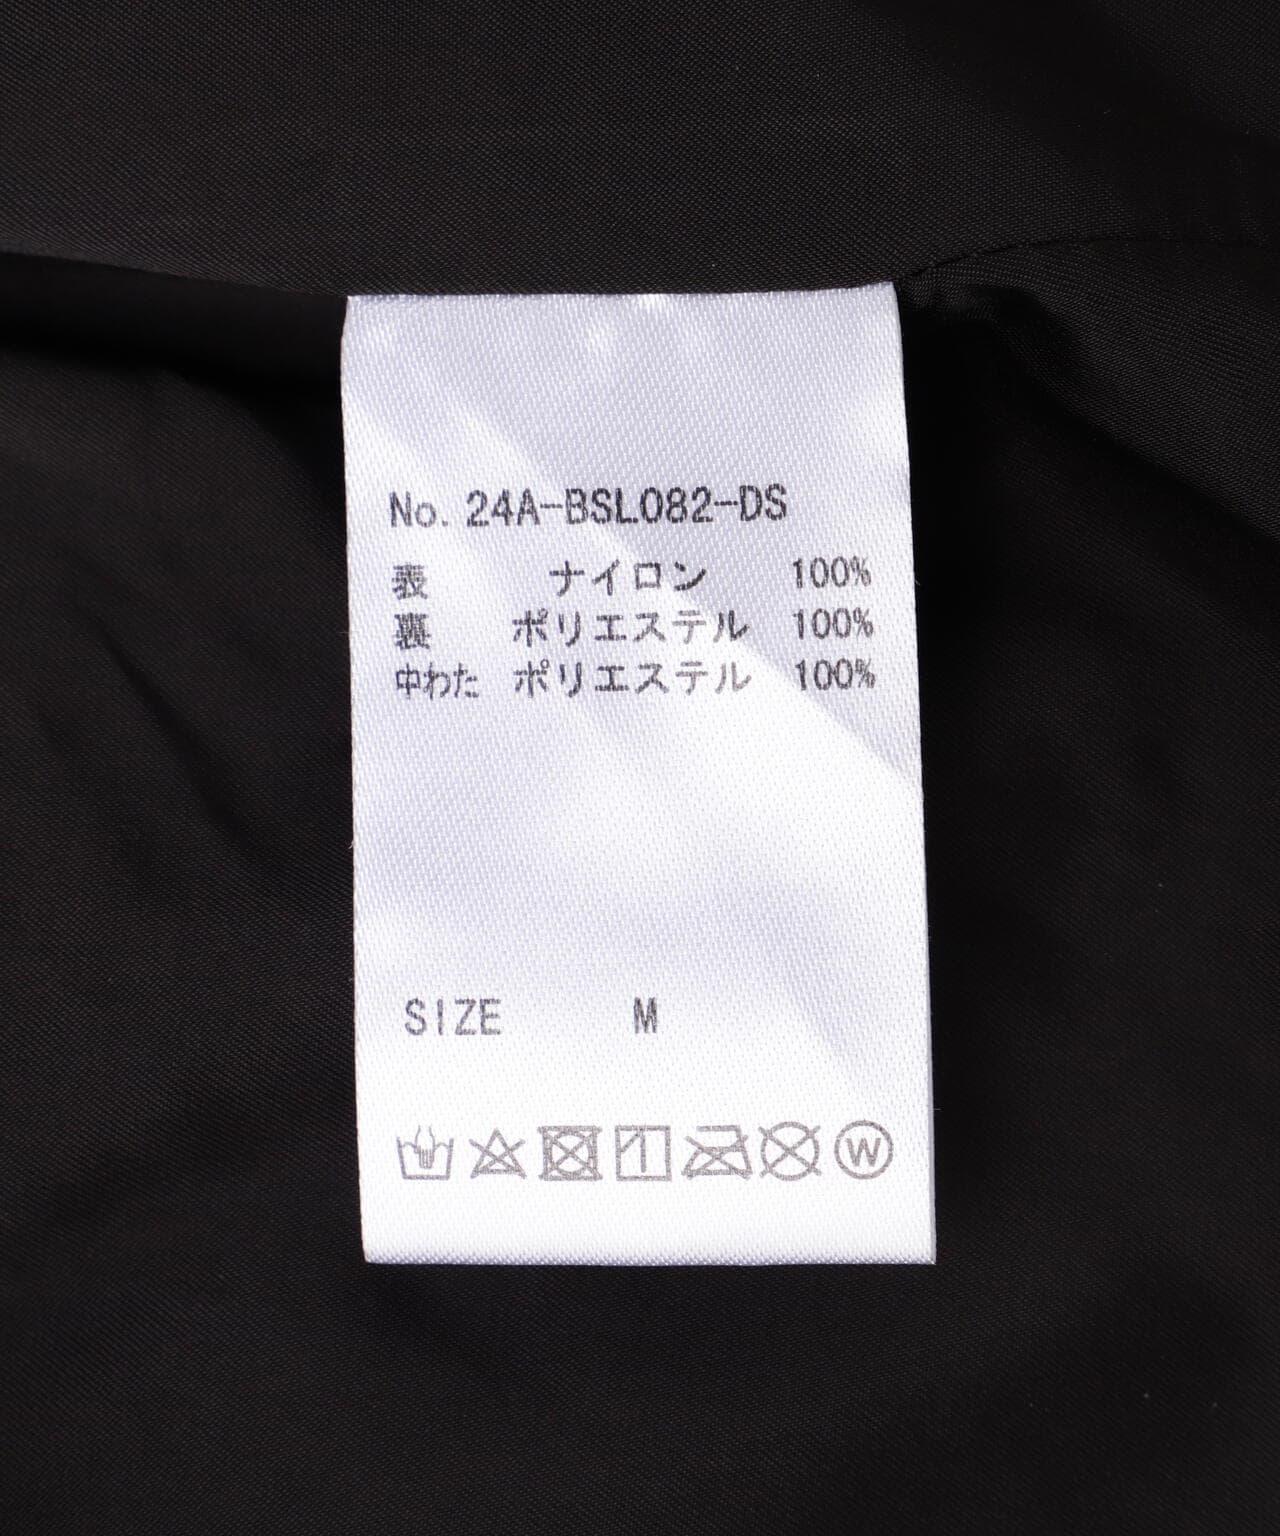 No. 24A-BSL082-DS
表 ナイロン 100%
裏 ポリエステル 100%
中わた ポリエステル 100%
SIZE M
W